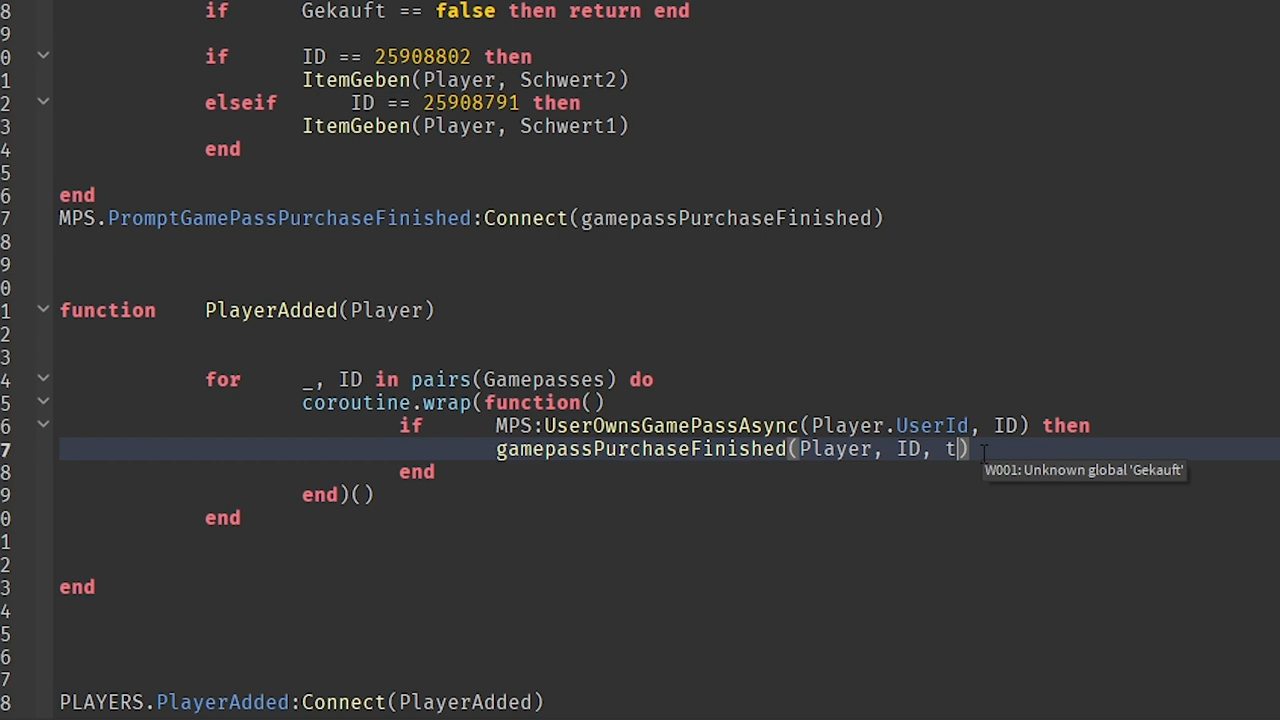 8 if Gekauft == false then return end
9
0 if ID == 25908802 then
1 ItemGeben(Player, Schwert2)
2 elseif ID == 25908791 then
3 ItemGeben(Player, Schwert1)
4 end
5
6 end
7 MPS.PromptGamePassPurchaseFinished:Connect(gamepassPurchaseFinished)
8
9
0
1 function PlayerAdded(Player)
2
3
4 for _, ID in pairs(Gamepasses) do
5 coroutine.wrap(function()
6 if MPS:UserOwnsGamePassAsync(Player.UserId, ID) then
7 gamepassPurchaseFinished(Player, ID, t)
W001: Unknown global 'Gekauft'
8 end
9 end)()
0 end
1
2
3 end
4
5
6
7
8 PLAYERS.PlayerAdded:Connect(PlayerAdded)